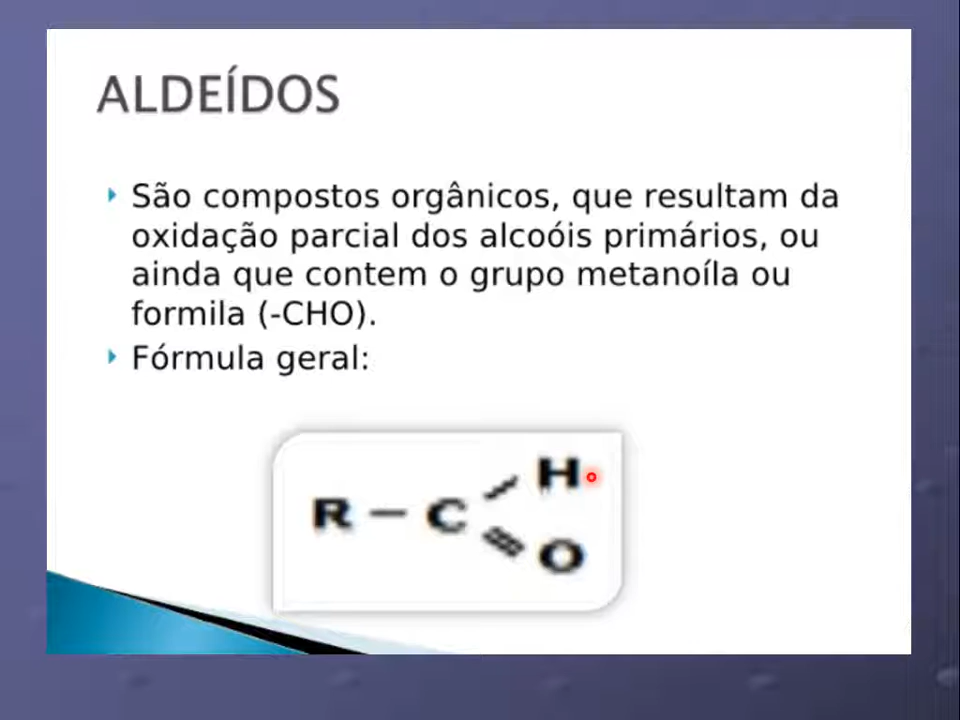 ALDEÍDOS
São compostos orgânicos, que resultam da
oxidação parcial dos alcoóis primários, ou
ainda que contem o grupo metanoíla ou
formila (-CHO).
Fórmula geral:
H
R – C
O